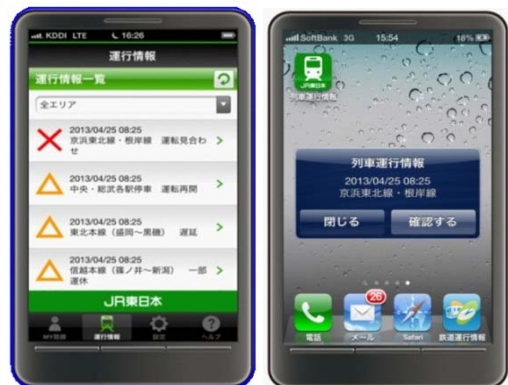 KDDI LTE 16:26
運行情報
運行情報一覧
全エリア
2013/04/25 08:25
京浜東北線・根岸線 運転見合わ
せ
2013/04/25 08:25
中央・総武各駅停車 運転再開
2013/04/25 08:25
東北本線(盛岡～黒磯) 遅延
2013/04/25 08:25
信越本線(篠ノ井～新潟) 一部
運休
JR東日本
MY路線 運行情報 設定 ヘルプ
SoftBank 3G 15:54 18%
JR東日本
列車運行情報
列車運行情報
2013/04/25 08:25
京浜東北線・根岸線
閉じる 確認する
26
電話 メール Safari 鉄道運行情報